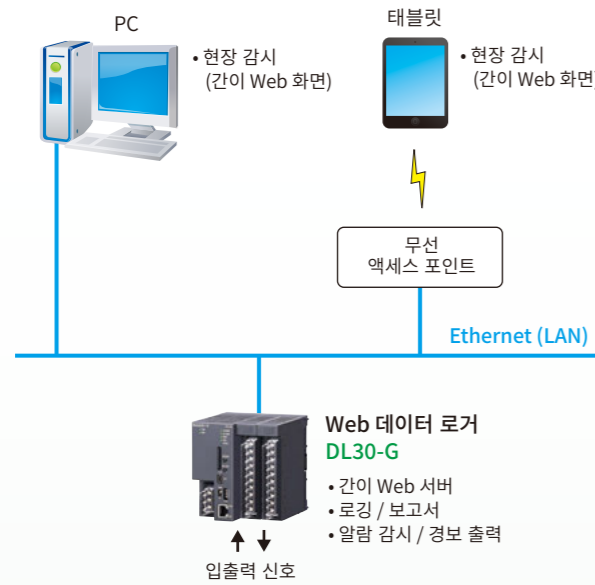 PC
• 현장 감시
(간이 Web 화면)
태블릿
• 현장 감시
(간이 Web 화면)
무선
액세스 포인트
Ethernet (LAN)
Web 데이터 로거
DL30-G
• 간이 Web 서버
• 로깅 / 보고서
• 알람 감시 / 경보 출력
입출력 신호